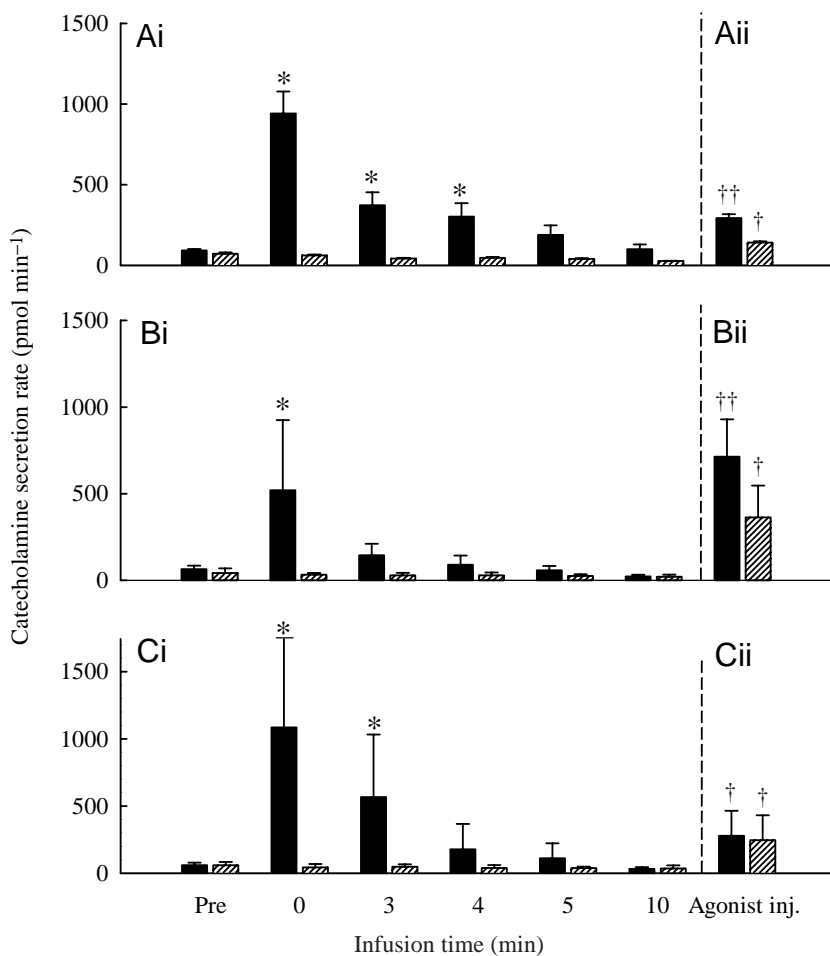 Catecholamine secretion rate (pmol min⁻¹)
1500
Ai
Aii
1000
*
*
*
500
††
†
0
1500
Bi
Bii
1000
*
††
†
500
0
Ci
Cii
*
1500
1000
*
500
†
†
0
Pre 0 3 4 5 10 Agonist inj.
Infusion time (min)